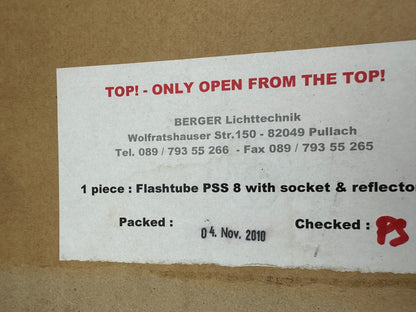 TOP! - ONLY OPEN FROM THE TOP!
BERGER Lichttechnik
Wolfratshauser Str.150 - 82049 Pullach
Tel. 089 / 793 55 266 - Fax 089 / 793 55 265
1 piece : Flashtube PSS 8 with socket & reflecto
Packed : 04. Nov. 2010 Checked : PS